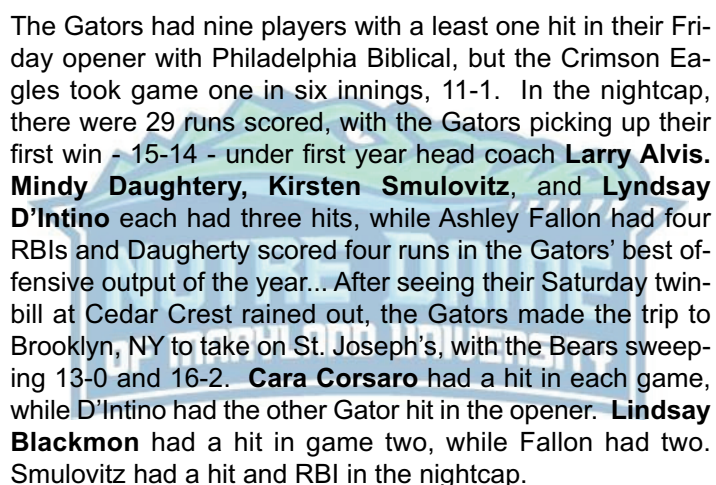 The Gators had nine players with a least one hit in their Fri-
day opener with Philadelphia Biblical, but the Crimson Ea-
gles took game one in six innings, 11-1. In the nightcap,
there were 29 runs scored, with the Gators picking up their
first win - 15-14 - under first year head coach Larry Alvis.
Mindy Daughtery, Kirsten Smulovitz, and Lyndsay
D'Intino each had three hits, while Ashley Fallon had four
RBIs and Daugherty scored four runs in the Gators' best of-
fensive output of the year... After seeing their Saturday twin-
bill at Cedar Crest rained out, the Gators made the trip to
Brooklyn, NY to take on St. Joseph's, with the Bears sweep-
ing 13-0 and 16-2. Cara Corsaro had a hit in each game,
while D'Intino had the other Gator hit in the opener. Lindsay
Blackmon had a hit in game two, while Fallon had two.
Smulovitz had a hit and RBI in the nightcap.
NOTRE DAME
OF MARYLAND UNIVERSITY